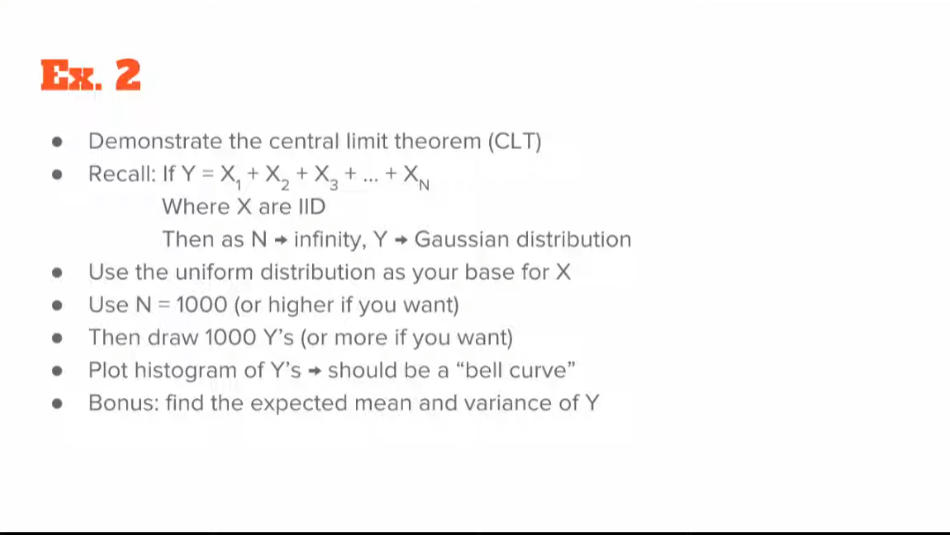 Ex. 2
● Demonstrate the central limit theorem (CLT)
● Recall: If Y = X₁ + X₂ + X₃ + ... + X_N
Where X are IID
Then as N → infinity, Y → Gaussian distribution
● Use the uniform distribution as your base for X
● Use N = 1000 (or higher if you want)
● Then draw 1000 Y's (or more if you want)
● Plot histogram of Y's → should be a “bell curve”
● Bonus: find the expected mean and variance of Y